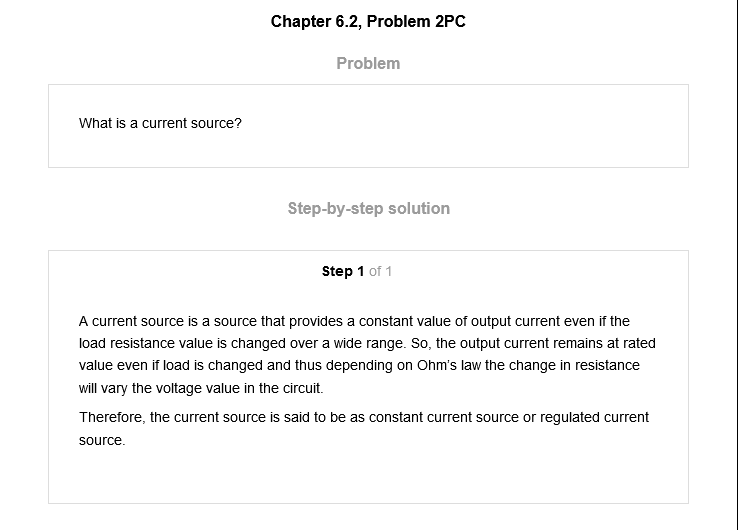 Chapter 6.2, Problem 2PC
Problem
What is a current source?
Step-by-step solution
Step 1 of 1
A current source is a source that provides a constant value of output current even if the
load resistance value is changed over a wide range. So, the output current remains at rated
value even if load is changed and thus depending on Ohm's law the change in resistance
will vary the voltage value in the circuit.
Therefore, the current source is said to be as constant current source or regulated current
source.